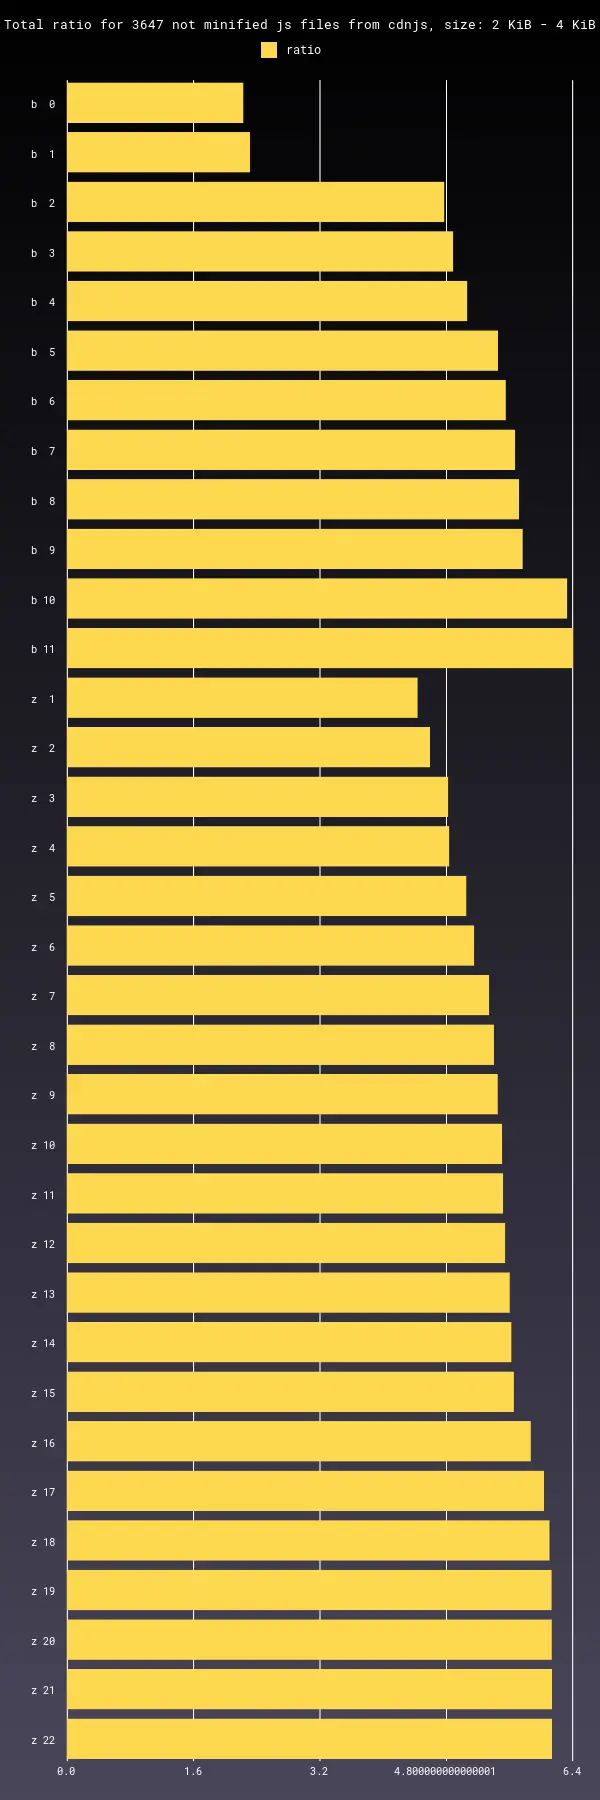 Total ratio for 3647 not minified js files from cdnjs, size: 2 KiB - 4 KiB
ratio
b 0
b 1
b 2
b 3
b 4
b 5
b 6
b 7
b 8
b 9
b 10
b 11
z 1
z 2
z 3
z 4
z 5
z 6
z 7
z 8
z 9
z 10
z 11
z 12
z 13
z 14
z 15
z 16
z 17
z 18
z 19
z 20
z 21
z 22
0.0 1.6 3.2 4.800000000000001 6.4